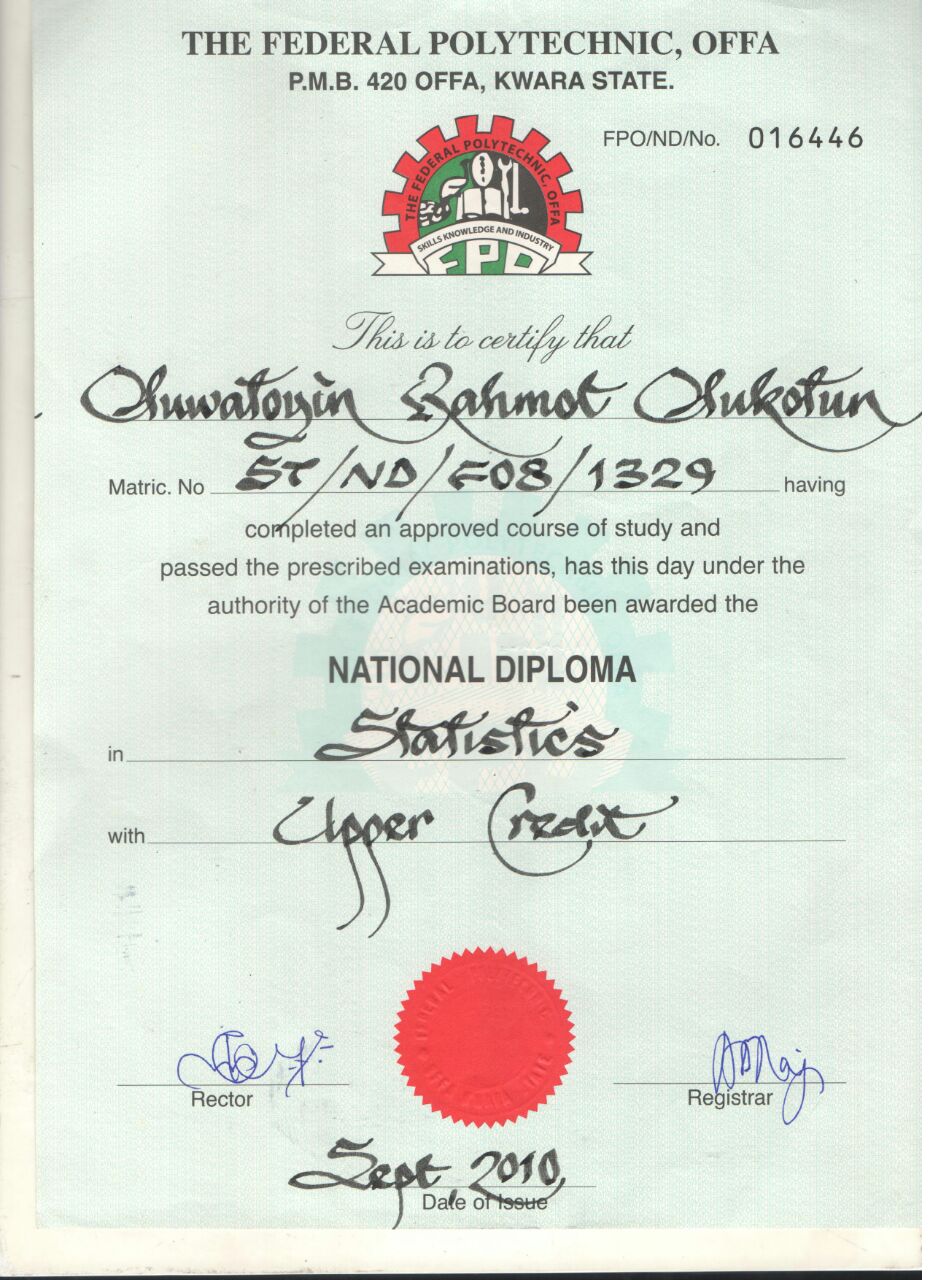 THE FEDERAL POLYTECHNIC, OFFA
P.M.B. 420 OFFA, KWARA STATE.
FPO/ND/No. 016446
THE FEDERAL POLYTECHNIC, OFFA
SKILLS KNOWLEDGE AND INDUSTRY
FPO
This is to certify that
Oluwatoyin Rahmot Olukotun
Matric. No ST/ND/F08/1329 having
completed an approved course of study and
passed the prescribed examinations, has this day under the
authority of the Academic Board been awarded the
NATIONAL DIPLOMA
in Statistics
with Upper Credit
Rector
Registrar
Sept, 2010
Date of Issue